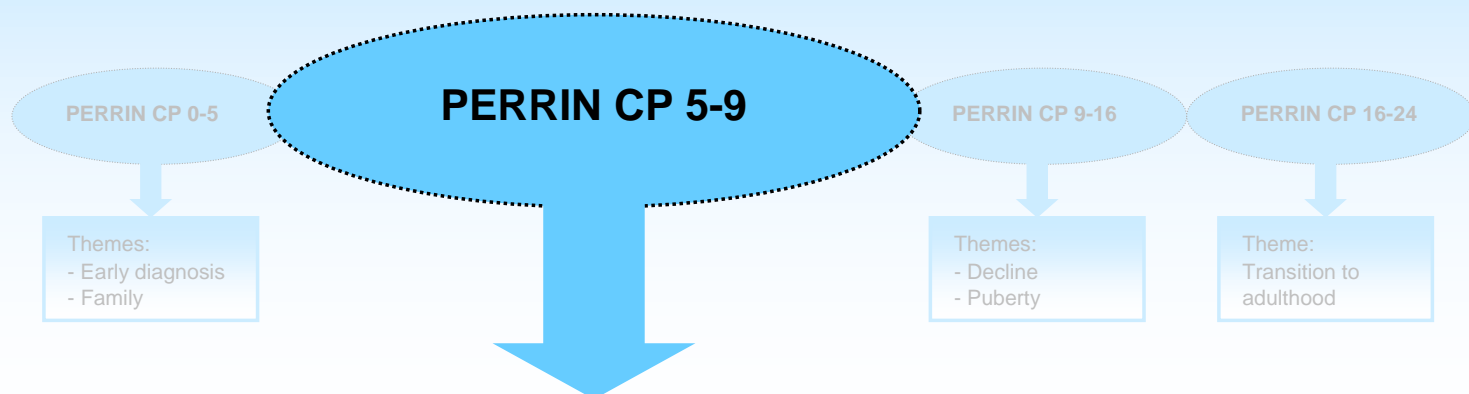 PERRIN CP 0-5
PERRIN CP 5-9
PERRIN CP 9-16
PERRIN CP 16-24
Themes:
- Early diagnosis
- Family
Themes:
- Decline
- Puberty
Theme:
Transition to
adulthood